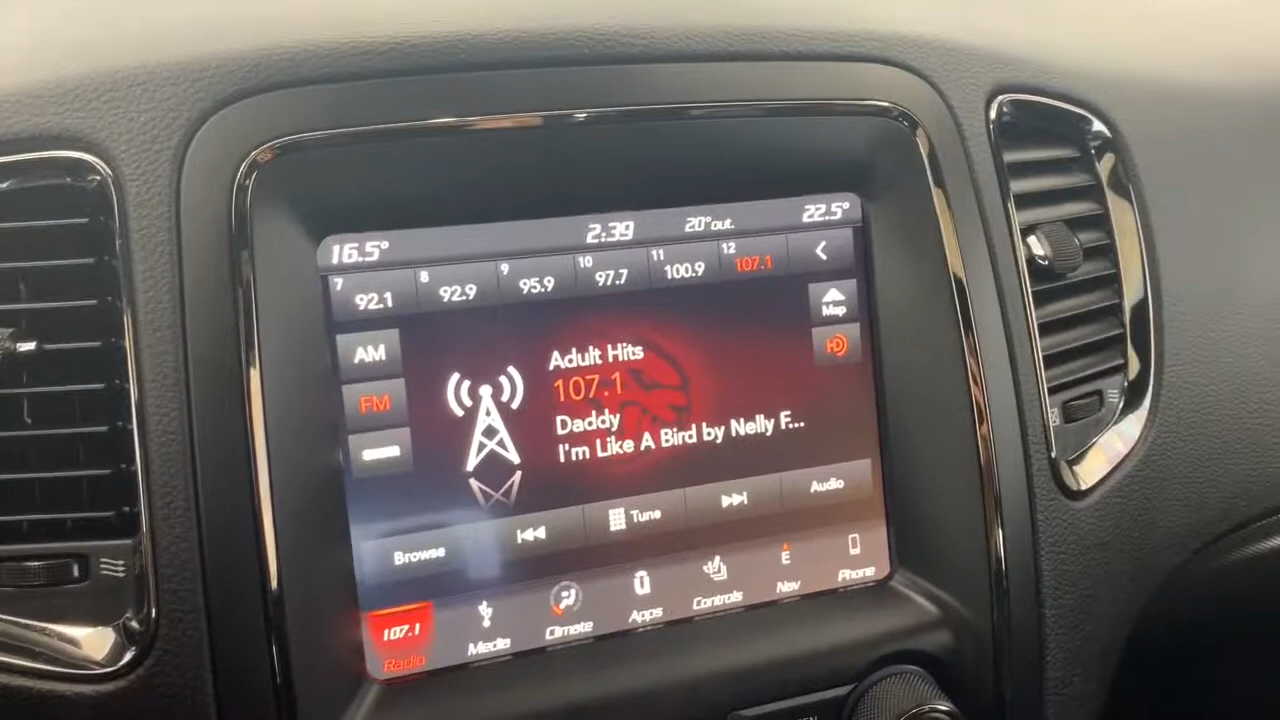 16.5° 2:39 20°out. 22.5°
7 92.1 8 92.9 9 95.9 10 97.7 11 100.9 12 107.1
Map
HD
AM
FM
Adult Hits
107.1
Daddy
I'm Like A Bird by Nelly F...
Browse Tune Audio
107.1
Radio Media Climate Apps Controls E Nav Phone